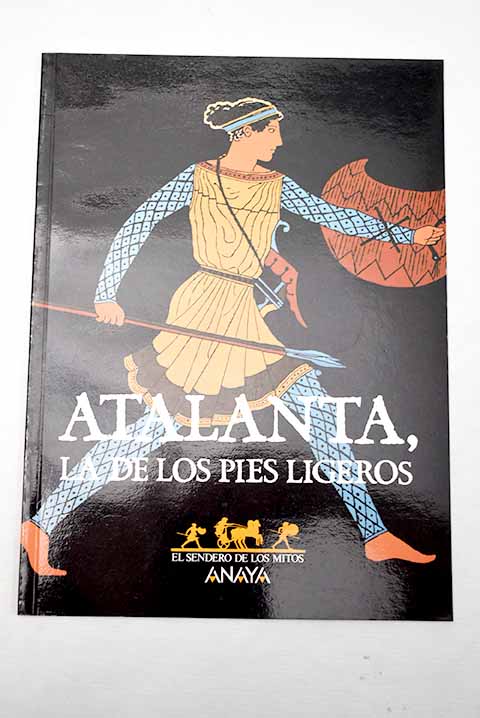 ATALANTA,
LA DE LOS PIES LIGEROS
EL SENDERO DE LOS MITOS
ANAYA